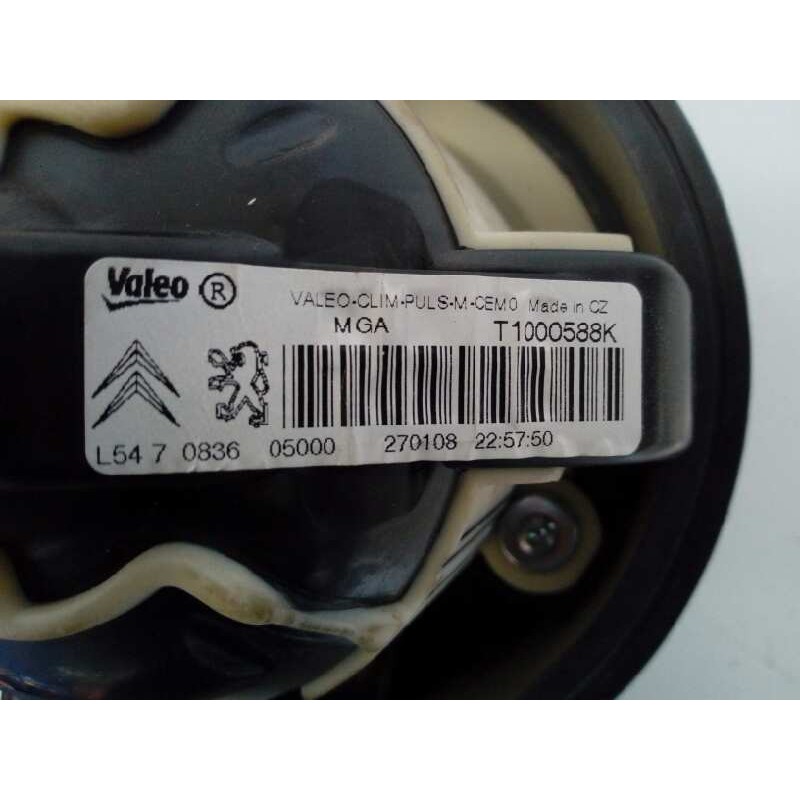 Valeo ® VALEO-CLIM-PULS-M-CEM0 Made in CZ
MGA T1000588K
L54 7 0836 05000 270108 22:57:50